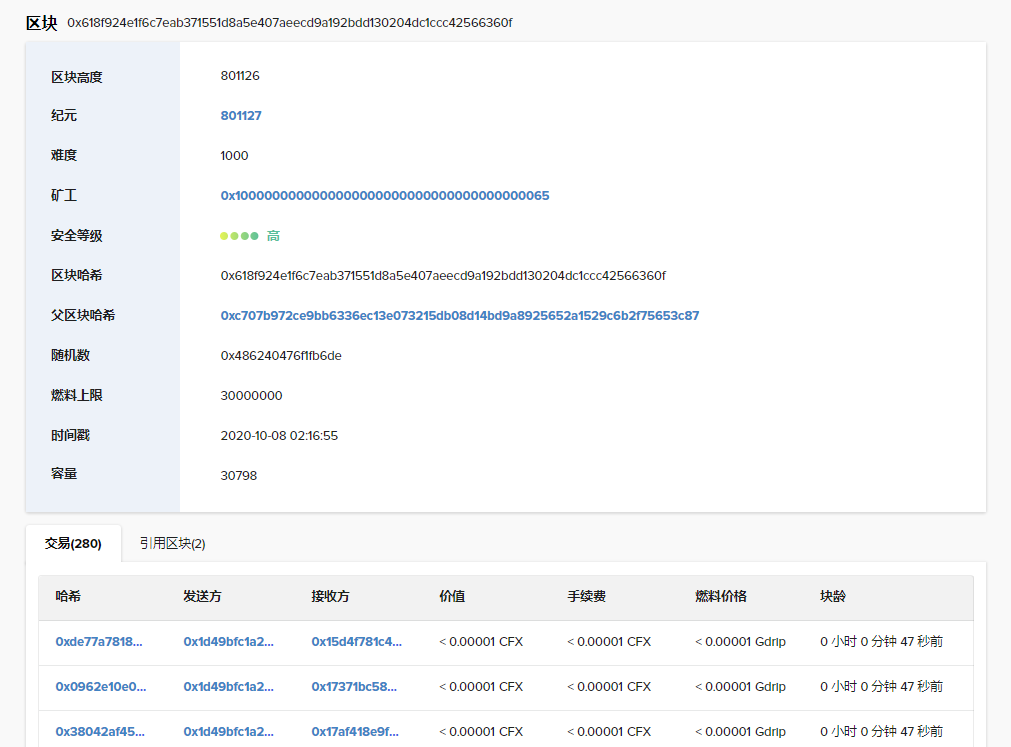 区块 0x618f924e1f6c7eab371551d8a5e407aeecd9a192bdd130204dc1ccc42566360f
区块高度 801126
纪元 801127
难度 1000
矿工 0x1000000000000000000000000000000000000065
安全等级 高
区块哈希 0x618f924e1f6c7eab371551d8a5e407aeecd9a192bdd130204dc1ccc42566360f
父区块哈希 0xc707b972ce9bb6336ec13e073215db08d14bd9a8925652a1529c6b2f75653c87
随机数 0x486240476f1fb6de
燃料上限 30000000
时间戳 2020-10-08 02:16:55
容量 30798
交易(280) 引用区块(2)
哈希 发送方 接收方 价值 手续费 燃料价格 块龄
0xde77a7818... 0x1d49bfc1a2... 0x15d4f781c4... < 0.00001 CFX < 0.00001 CFX < 0.00001 Gdrip 0 小时 0 分钟 47 秒前
0x0962e10e0... 0x1d49bfc1a2... 0x17371bc58... < 0.00001 CFX < 0.00001 CFX < 0.00001 Gdrip 0 小时 0 分钟 47 秒前
0x38042af45... 0x1d49bfc1a2... 0x17af418e9f... < 0.00001 CFX < 0.00001 CFX < 0.00001 Gdrip 0 小时 0 分钟 47 秒前